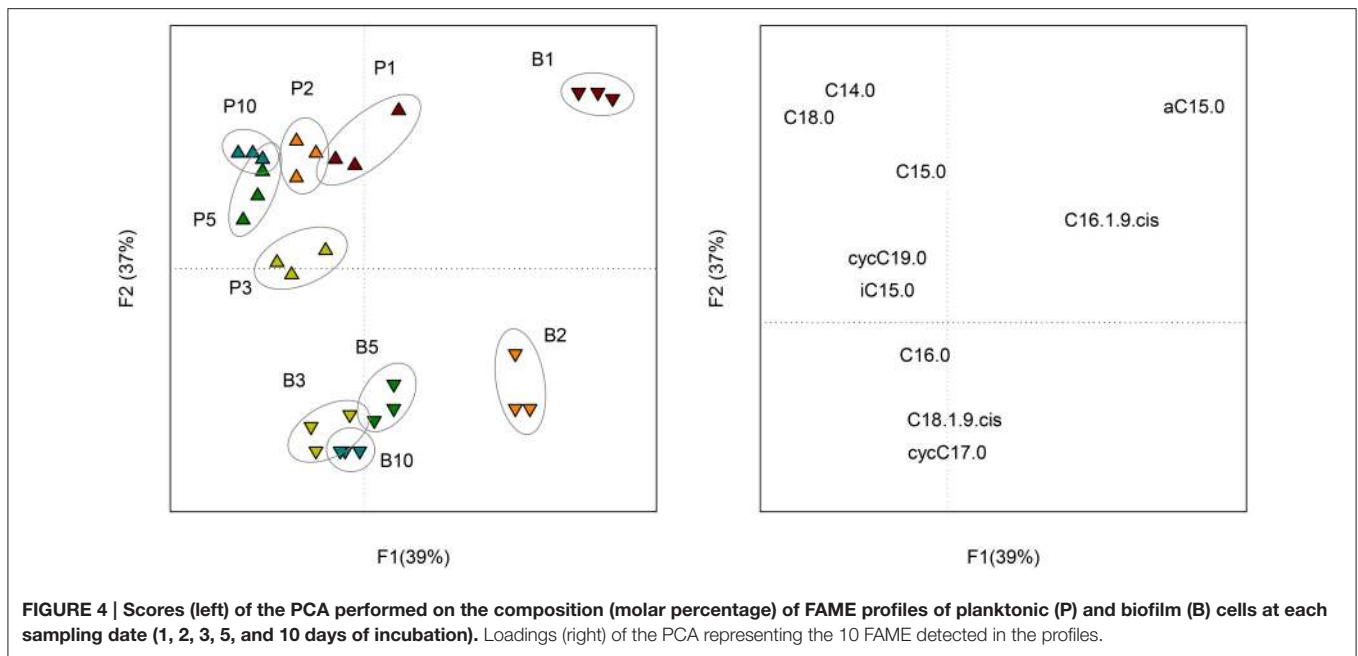 P1
B1
P2
P10
P5
P3
B2
B5
B3
B10
F2 (37%)
F1(39%)
C14.0
C18.0
aC15.0
C15.0
C16.1.9.cis
cycC19.0
iC15.0
C16.0
C18.1.9.cis
cycC17.0
F2 (37%)
F1(39%)
FIGURE 4 | Scores (left) of the PCA performed on the composition (molar percentage) of FAME profiles of planktonic (P) and biofilm (B) cells at each
sampling date (1, 2, 3, 5, and 10 days of incubation). Loadings (right) of the PCA representing the 10 FAME detected in the profiles.